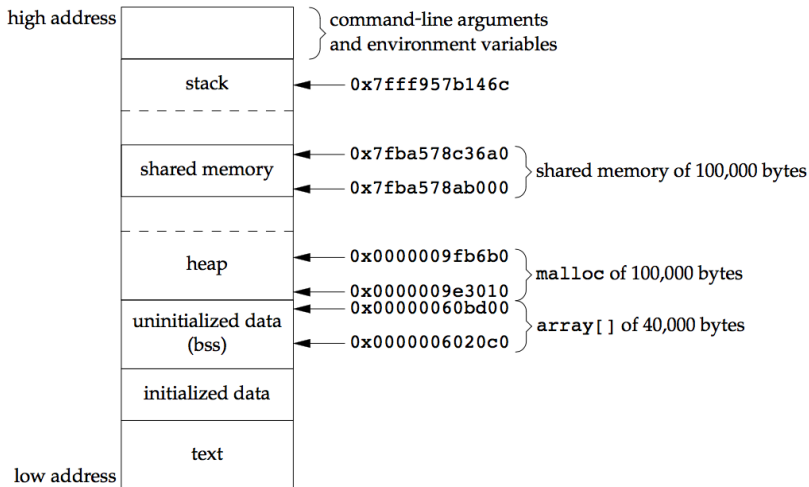 high address
command-line arguments
and environment variables
stack
0x7fff957b146c
0x7fba578c36a0
shared memory
shared memory of 100,000 bytes
0x7fba578ab000
0x0000009fb6b0
heap
malloc of 100,000 bytes
0x0000009e3010
0x00000060bd00
uninitialized data
(bss)
array[] of 40,000 bytes
0x0000006020c0
initialized data
text
low address